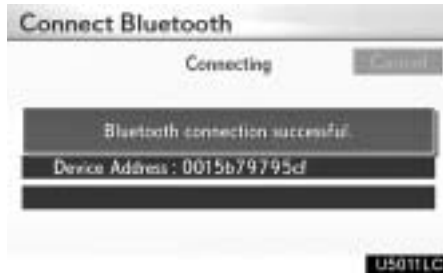 Connect Bluetooth
Connecting
Cancel
Bluetooth connection successful.
Device Address : 0015b79795cf
U5011LC